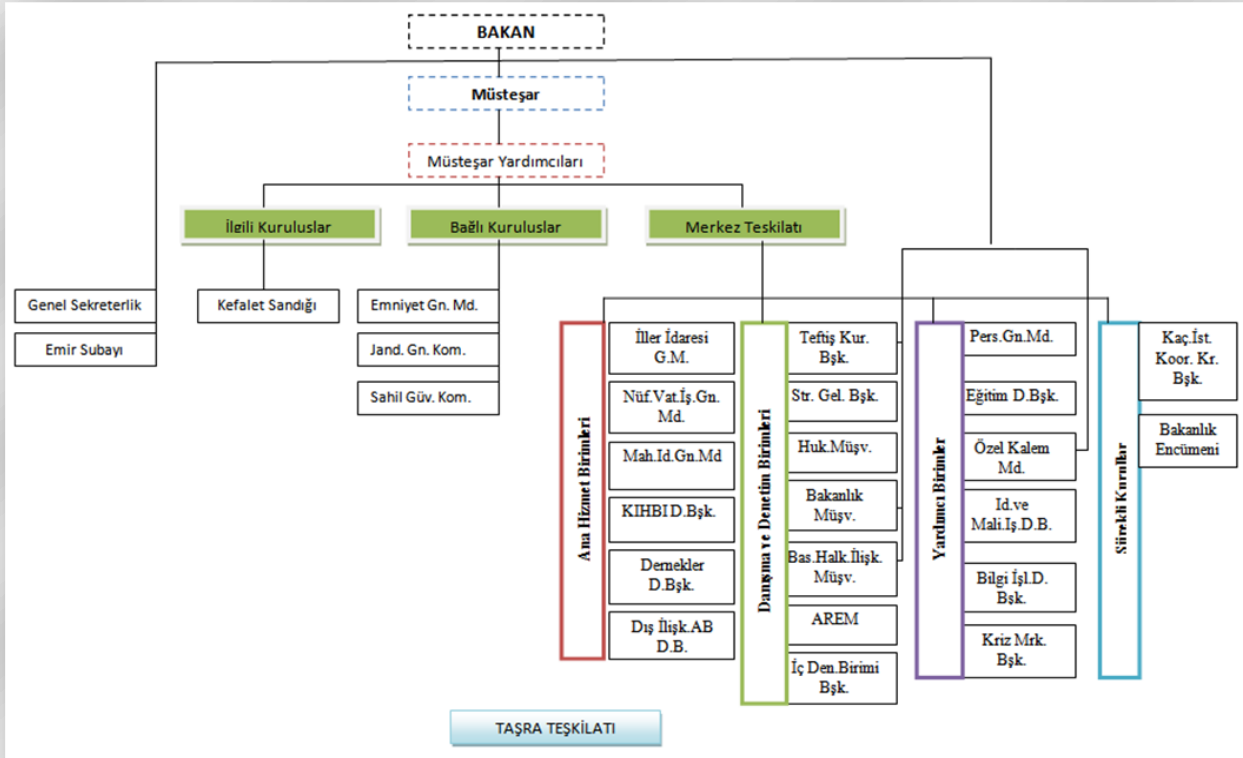 BAKAN
Müsteşar
Müsteşar Yardımcıları
İlgili Kuruluslar
Bağlı Kuruluslar
Merkez Teskilatı
Genel Sekreterlik
Emir Subayı
Kefalet Sandığı
Emniyet Gn. Md.
Jand. Gn. Kom.
Sahil Güv. Kom.
Ana Hizmet Birimleri
İller İdaresi
G.M.
Nüf.Vat.İş.Gn.
Md.
Mah.Id.Gn.Md
KIHBI D.Bşk.
Dernekler
D.Bşk.
Dış İlişk.AB
D.B.
Danışma ve Denetim Birimleri
Teftiş Kur.
Bşk.
Str. Gel. Bşk.
Huk.Müşv.
Bakanlık
Müşv.
Bas.Halk.İlişk.
Müşv.
AREM
İç Den.Birimi
Bşk.
Yardımcı Birimler
Pers.Gn.Md.
Eğitim D.Bşk.
Özel Kalem
Md.
Id.ve
Mali.Iş.D.B.
Bilgi İşl.D.
Bşk.
Kriz Mrk.
Bşk.
Sürekli Kurullar
Kaç.İst.
Koor. Kr.
Bşk.
Bakanlık
Encümeni
TAŞRA TEŞKİLATI